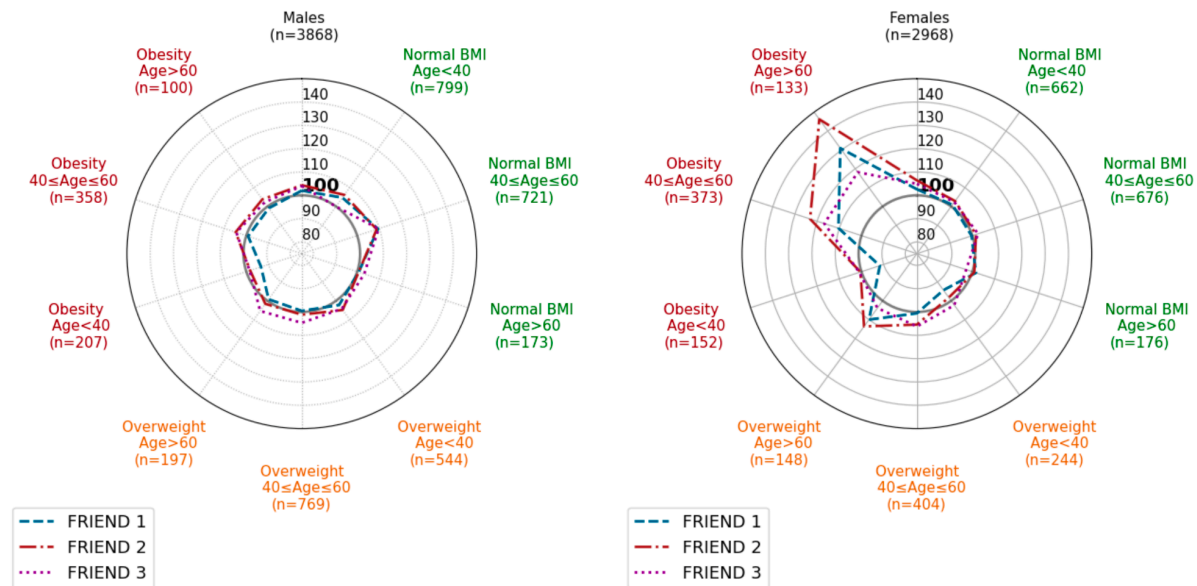 Males
(n=3868)
Obesity
Age>60
(n=100)
Normal BMI
Age<40
(n=799)
140
130
120
110
100
90
80
Obesity
40≤Age≤60
(n=358)
Normal BMI
40≤Age≤60
(n=721)
Obesity
Age<40
(n=207)
Normal BMI
Age>60
(n=173)
Overweight
Age>60
(n=197)
Overweight
Age<40
(n=544)
Overweight
40≤Age≤60
(n=769)
FRIEND 1
FRIEND 2
FRIEND 3
Females
(n=2968)
Obesity
Age>60
(n=133)
Normal BMI
Age<40
(n=662)
140
130
120
110
100
90
80
Obesity
40≤Age≤60
(n=373)
Normal BMI
40≤Age≤60
(n=676)
Obesity
Age<40
(n=152)
Normal BMI
Age>60
(n=176)
Overweight
Age>60
(n=148)
Overweight
Age<40
(n=244)
Overweight
40≤Age≤60
(n=404)
FRIEND 1
FRIEND 2
FRIEND 3